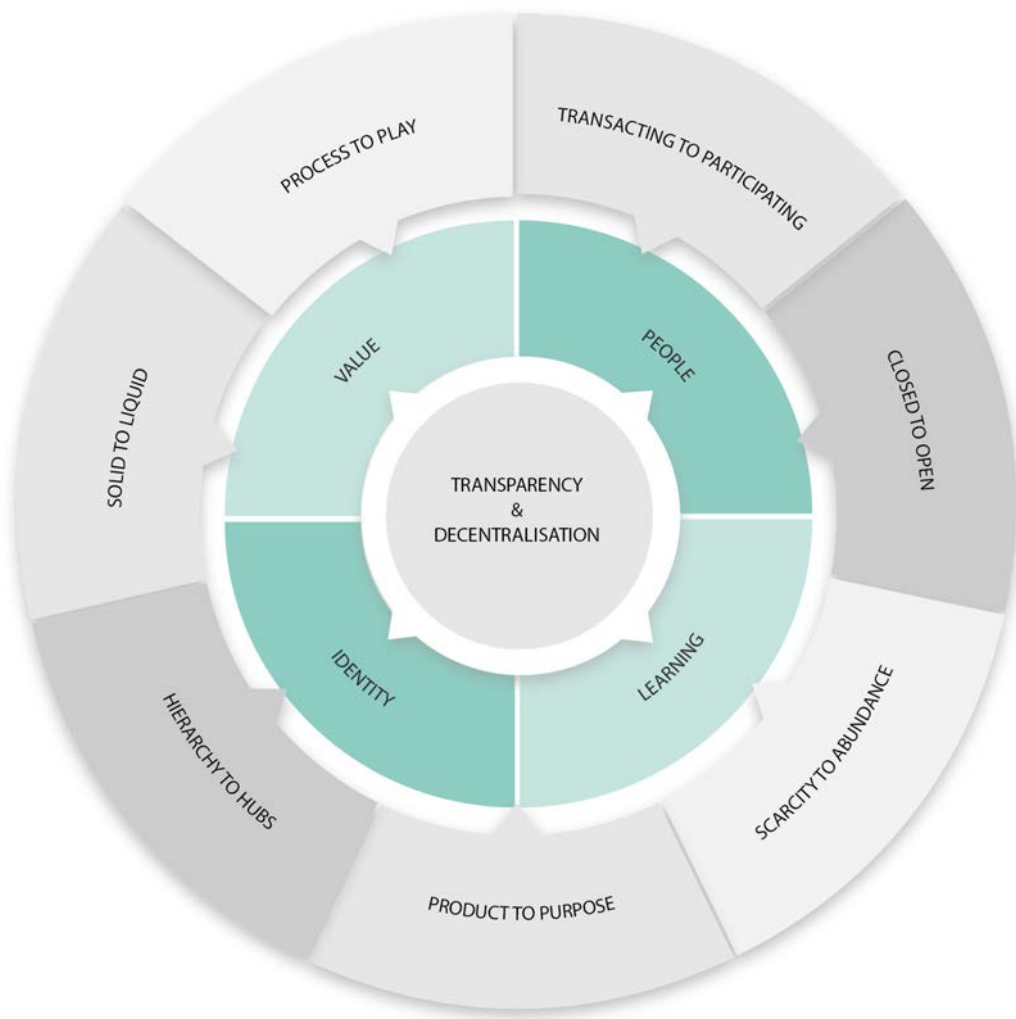 PROCESS TO PLAY
TRANSACTING TO PARTICIPATING
CLOSED TO OPEN
SCARCITY TO ABUNDANCE
PRODUCT TO PURPOSE
HIERARCHY TO HUBS
SOLID TO LIQUID
VALUE
PEOPLE
LEARNING
IDENTITY
TRANSPARENCY
&
DECENTRALISATION